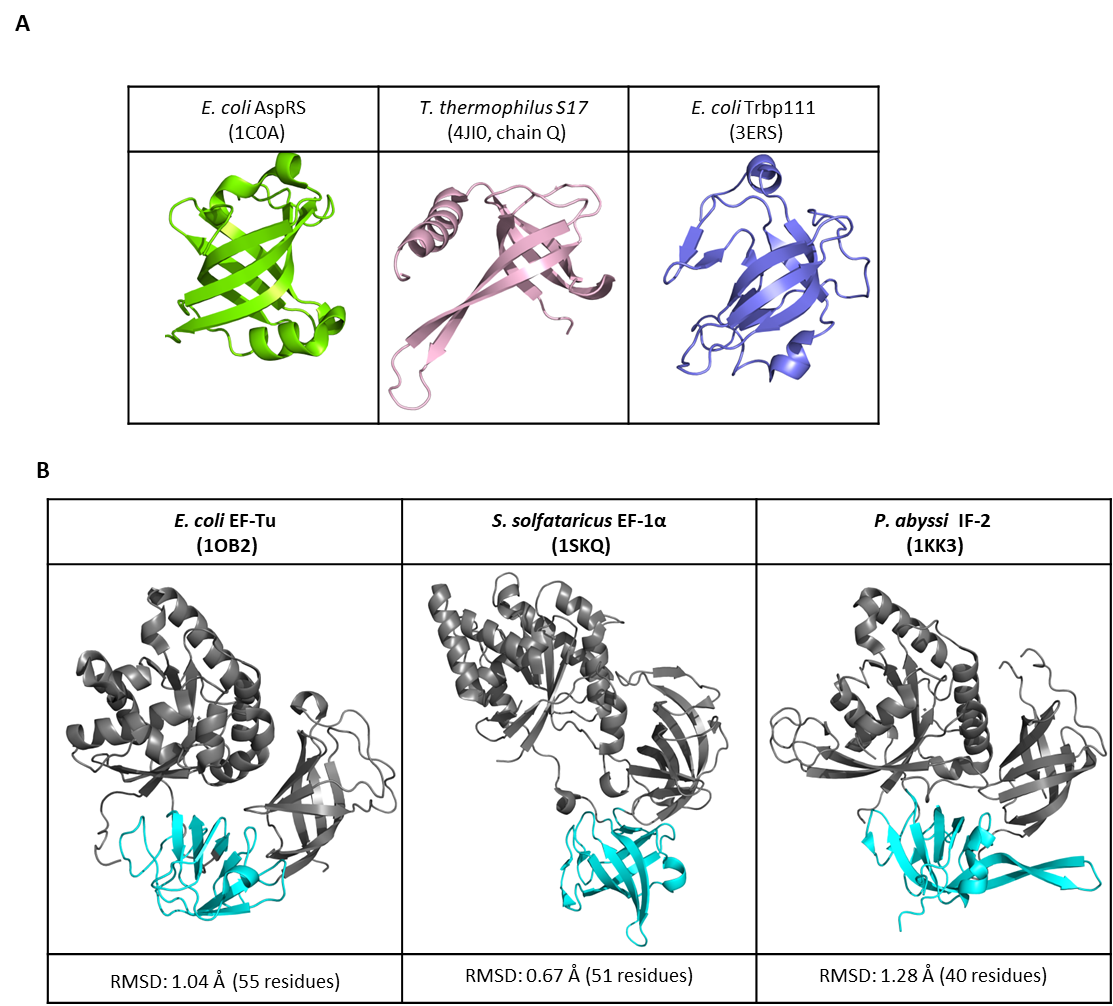 A
E. coli AspRS
(1C0A)
T. thermophilus S17
(4JI0, chain Q)
E. coli Trbp111
(3ERS)
B
E. coli EF-Tu
(1OB2)
S. solfataricus EF-1α
(1SKQ)
P. abyssi IF-2
(1KK3)
RMSD: 1.04 Å (55 residues)
RMSD: 0.67 Å (51 residues)
RMSD: 1.28 Å (40 residues)